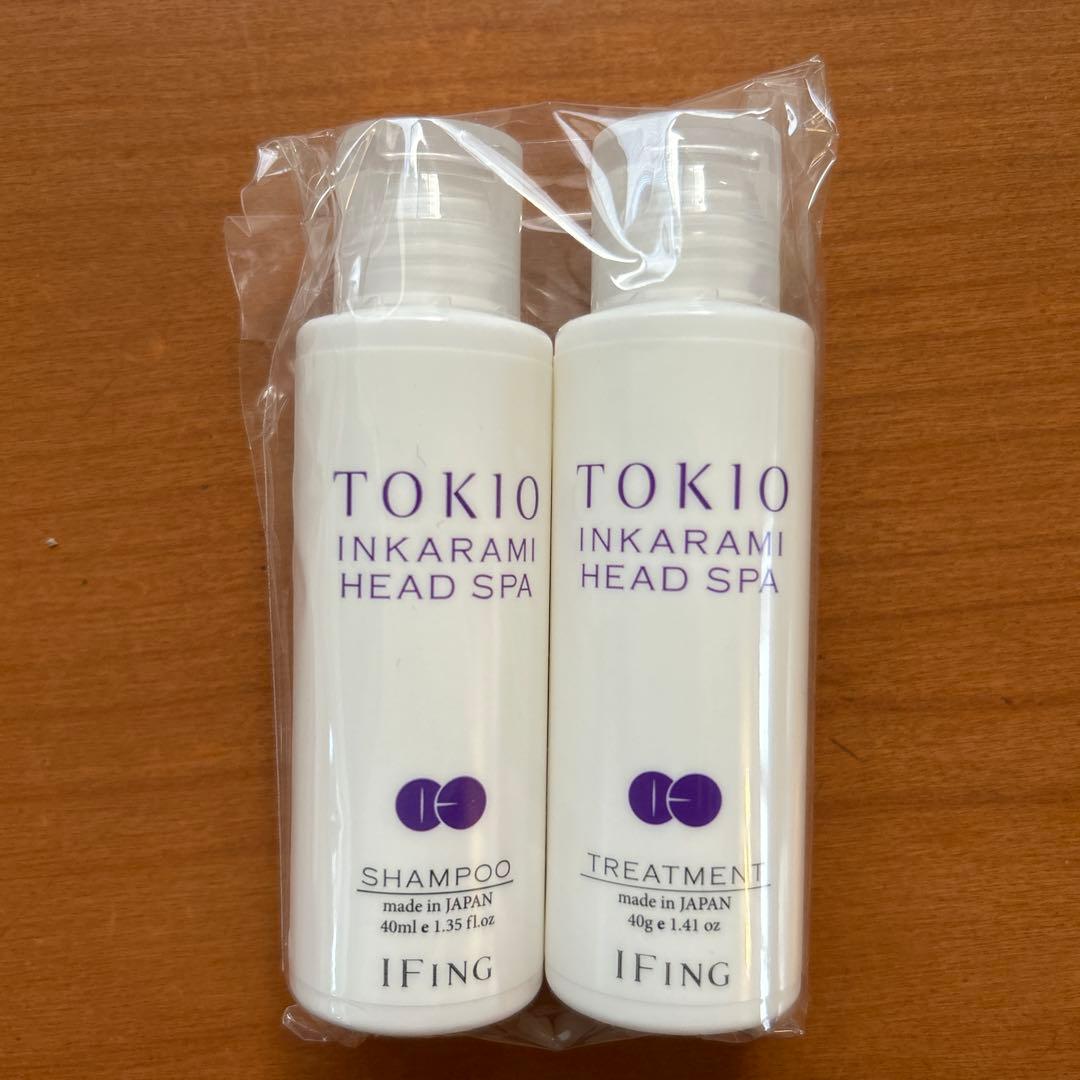 TOKIO
INKARAMI
HEAD SPA
SHAMPOO
made in JAPAN
40ml e 1.35 fl.oz
IFING
TOKIO
INKARAMI
HEAD SPA
TREATMENT
made in JAPAN
40g e 1.41 oz
IFING